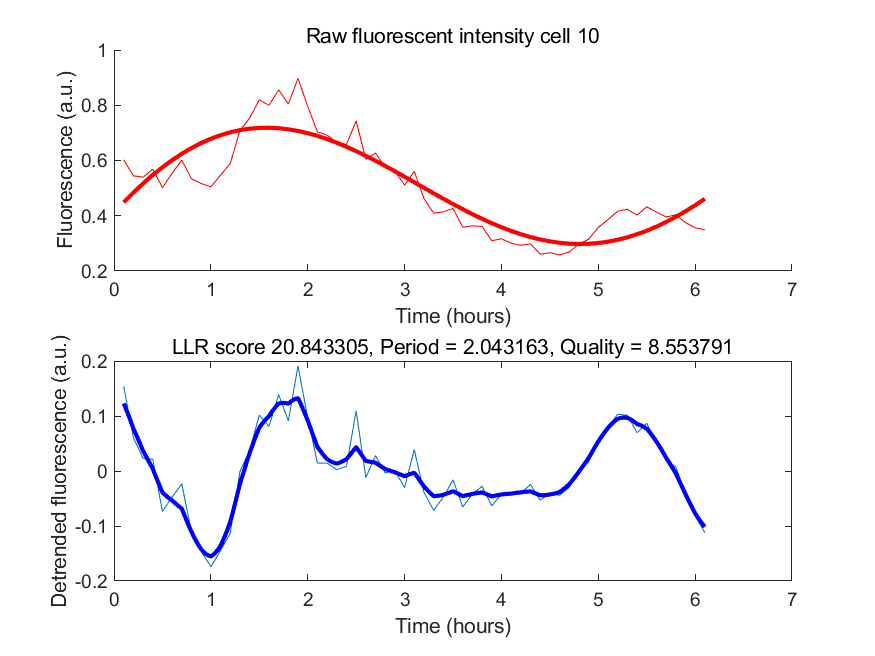 Raw fluorescent intensity cell 10
Fluorescence (a.u.)
1
0.8
0.6
0.4
0.2
0 1 2 3 4 5 6 7
Time (hours)
LLR score 20.843305, Period = 2.043163, Quality = 8.553791
Detrended fluorescence (a.u.)
0.2
0.1
0
-0.1
-0.2
0 1 2 3 4 5 6 7
Time (hours)